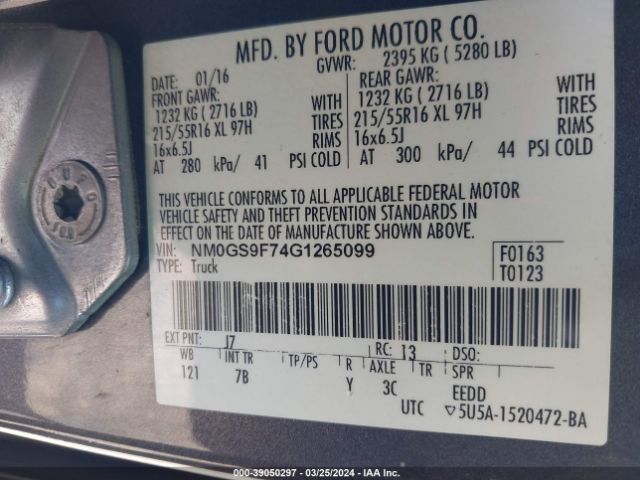 MFD. BY FORD MOTOR CO.
DATE: 01/16 GVWR: 2395 KG ( 5280 LB)
FRONT GAWR: REAR GAWR:
1232 KG ( 2716 LB) WITH 1232 KG ( 2716 LB) WITH
215/55R16 XL 97H TIRES 215/55R16 XL 97H TIRES
16x6.5J RIMS 16x6.5J RIMS
AT 280 kPa/ 41 PSI COLD AT 300 kPa/ 44 PSI COLD
THIS VEHICLE CONFORMS TO ALL APPLICABLE FEDERAL MOTOR
VEHICLE SAFETY AND THEFT PREVENTION STANDARDS IN
EFFECT ON THE DATE OF MANUFACTURE SHOWN ABOVE.
VIN: NM0GS9F74G1265099 F0163
TYPE: Truck T0123
EXT PNT: J7 RC: 13 DSO:
WB INT TR TP/PS R AXLE TR SPR
121 7B Y 3C EEDD
UTC ▽5U5A-1520472-BA
000-39050297 - 03/25/2024 - IAA Inc.